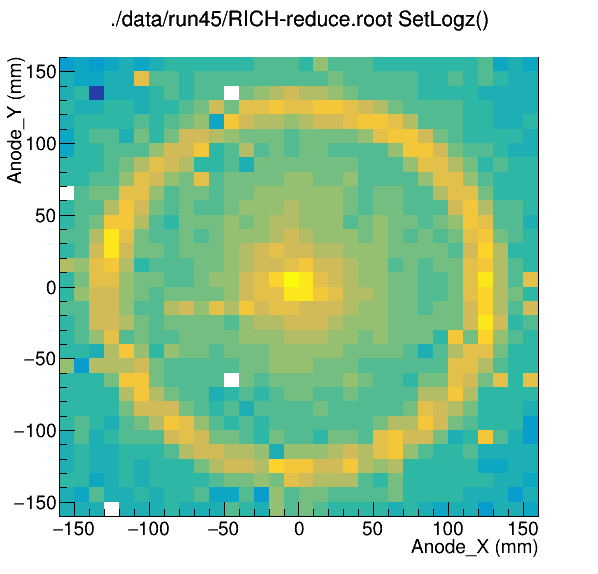 ./data/run45/RICH-reduce.root SetLogz()
Anode_Y (mm)
150
100
50
0
−50
−100
−150
−150 −100 −50 0 50 100 150
Anode_X (mm)